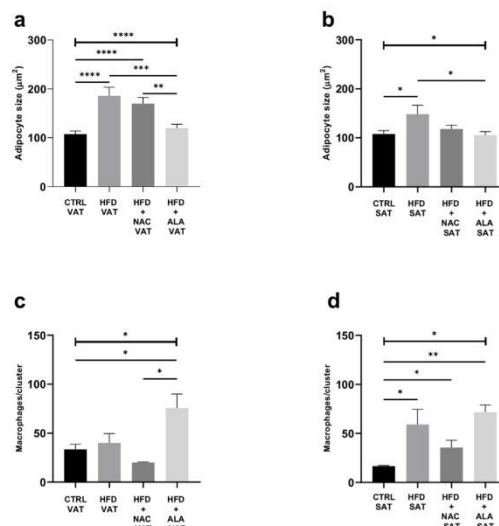 a
****
****
****
***
**
Adipocyte size (μm²)
300
200
100
0
CTRL VAT
HFD VAT
HFD + NAC VAT
HFD + ALA VAT
b
*
*
*
Adipocyte size (μm²)
300
200
100
0
CTRL SAT
HFD SAT
HFD + NAC SAT
HFD + ALA SAT
c
*
*
*
Macrophages/cluster
150
100
50
0
CTRL VAT
HFD VAT
HFD + NAC
HFD + ALA
d
*
**
*
*
Macrophages/cluster
150
100
50
0
CTRL SAT
HFD SAT
HFD + NAC
HFD + ALA